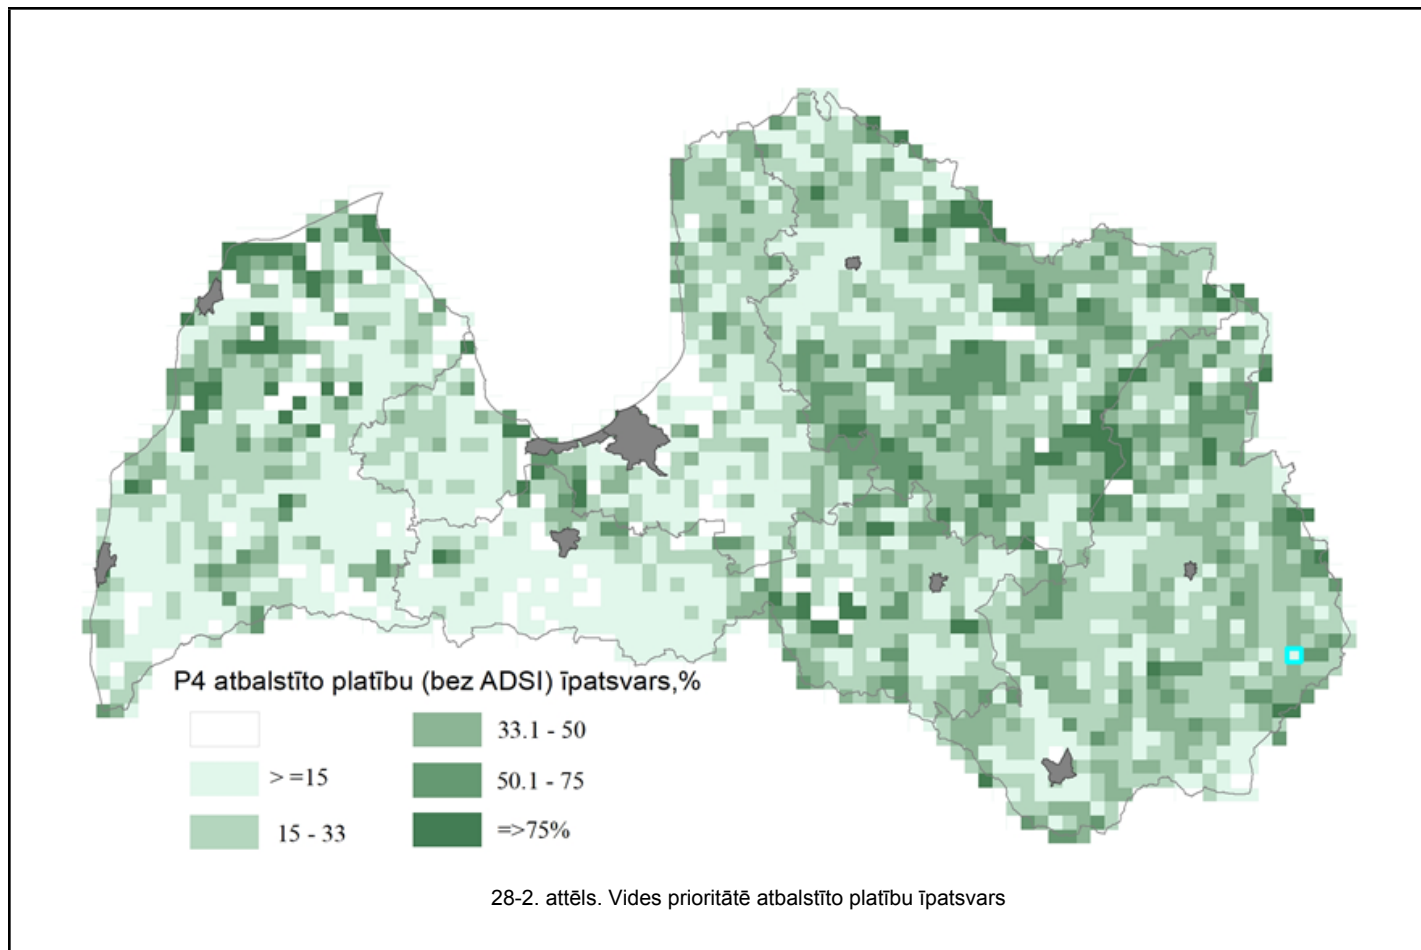 P4 atbalstīto platību (bez ADSI) īpatsvars,%
> =15
15 - 33
33.1 - 50
50.1 - 75
=>75%
28-2. attēls. Vides prioritātē atbalstīto platību īpatsvars